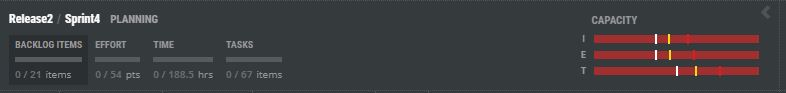 Release2 / Sprint4 PLANNING
CAPACITY
BACKLOG ITEMS EFFORT TIME TASKS
0 / 21 items 0 / 54 pts 0 / 188.5 hrs 0 / 67 items
I
E
T